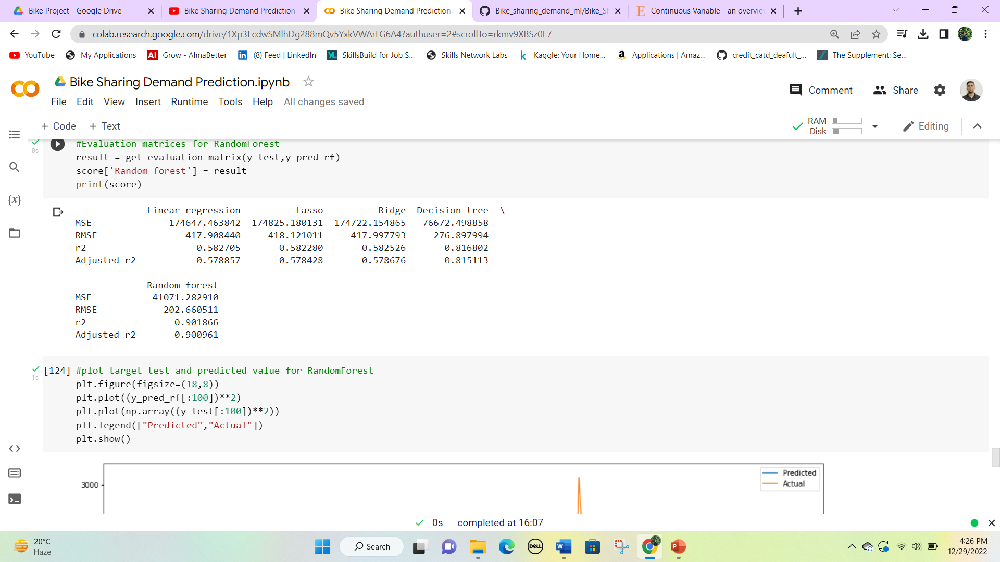 Bike Project - Google Drive
Bike Sharing Demand Prediction
Bike Sharing Demand Prediction.
Bike_sharing_demand_ml/Bike_Sh
Continuous Variable - an overview
colab.research.google.com/drive/1Xp3FcdwSMlhDg288mQv5YxkVWArLG6A4?authuser=2#scrollTo=rkmv9XBSz0F7
YouTube
My Applications
AI Grow - AlmaBetter
(8) Feed | LinkedIn
SkillsBuild for Job S...
Skills Network Labs
Kaggle: Your Home...
Applications | Amaz...
credit_catd_deafult_...
The Supplement: Se...
Bike Sharing Demand Prediction.ipynb
Comment
Share
File Edit View Insert Runtime Tools Help All changes saved
+ Code + Text
RAM
Disk
Editing
0s
#Evaluation matrices for RandomForest
result = get_evaluation_matrix(y_test,y_pred_rf)
score['Random forest'] = result
print(score)
{x}
Linear regression Lasso Ridge Decision tree \
MSE 174647.463842 174825.180131 174722.154865 76672.498858
RMSE 417.908440 418.121011 417.997793 276.897994
r2 0.582705 0.582280 0.582526 0.816802
Adjusted r2 0.578857 0.578428 0.578676 0.815113
Random forest
MSE 41071.282910
RMSE 202.660511
r2 0.901866
Adjusted r2 0.900961
1s
[124] #plot target test and predicted value for RandomForest
plt.figure(figsize=(18,8))
plt.plot((y_pred_rf[:100])**2)
plt.plot(np.array((y_test[:100])**2))
plt.legend(["Predicted","Actual"])
plt.show()
Predicted
Actual
3000
0s completed at 16:07
20°C
Haze
Search
DELL
4:26 PM
12/29/2022